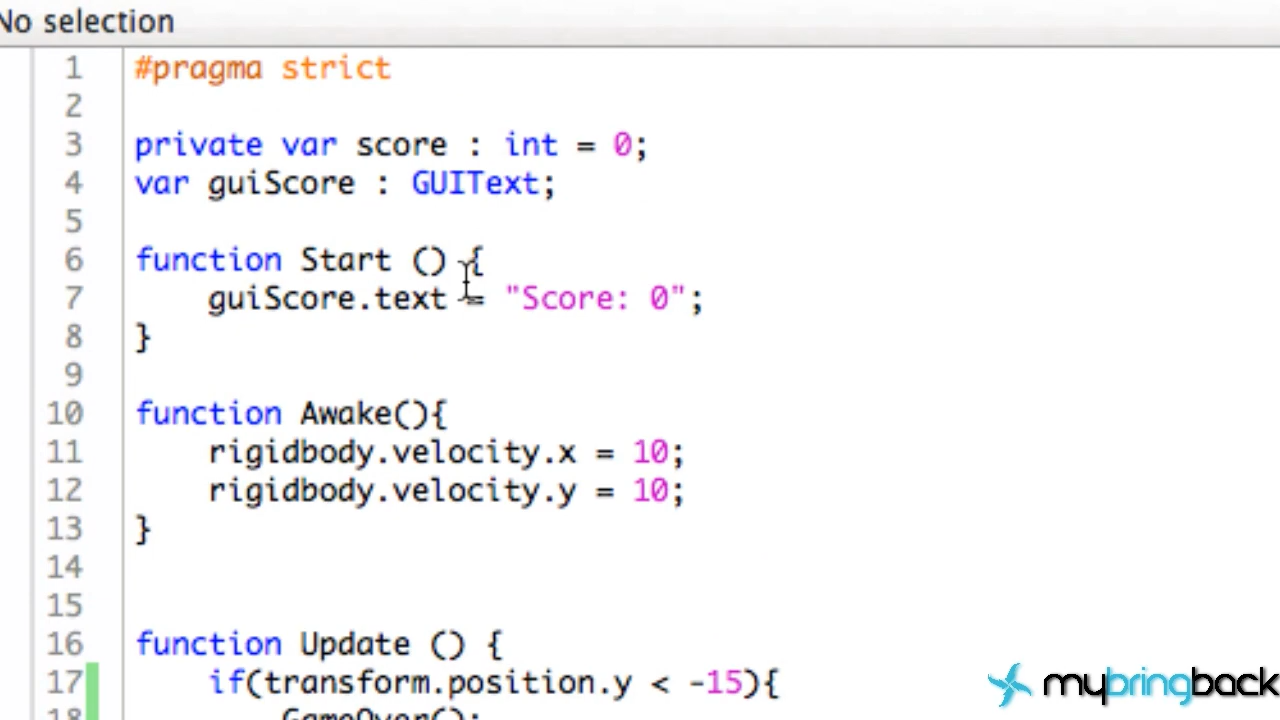 No selection
1 #pragma strict
2
3 private var score : int = 0;
4 var guiScore : GUIText;
5
6 function Start () {
7 guiScore.text = "Score: 0";
8 }
9
10 function Awake(){
11 rigidbody.velocity.x = 10;
12 rigidbody.velocity.y = 10;
13 }
14
15
16 function Update () {
17 if(transform.position.y < -15){
18 GameOver();
mybringback